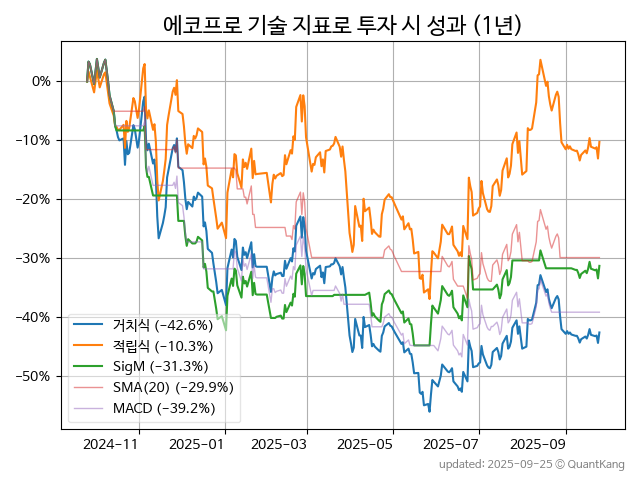 에코프로 기술 지표로 투자 시 성과 (1년)
0%
−10%
−20%
−30%
−40%
−50%
거치식 (−42.6%)
적립식 (−10.3%)
SigM (−31.3%)
SMA(20) (−29.9%)
MACD (−39.2%)
2024-11 2025-01 2025-03 2025-05 2025-07 2025-09
updated: 2025-09-25 © QuantKang